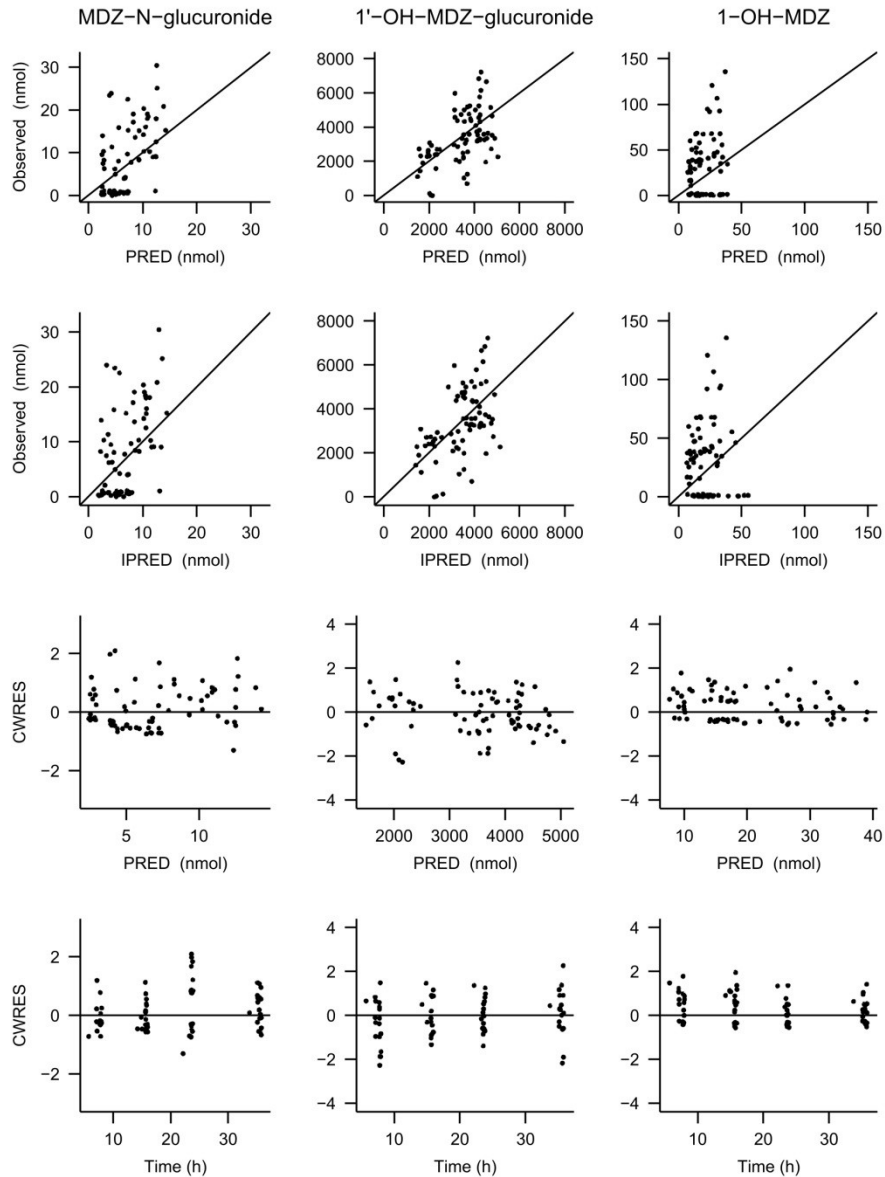 MDZ−N−glucuronide 1'−OH−MDZ−glucuronide 1−OH−MDZ
Observed (nmol)
30
20
10
0
0 10 20 30
PRED (nmol)
8000
6000
4000
2000
0
0 2000 4000 6000 8000
PRED (nmol)
150
100
50
0
0 50 100 150
PRED (nmol)
Observed (nmol)
30
20
10
0
0 10 20 30
IPRED (nmol)
8000
6000
4000
2000
0
0 2000 4000 6000 8000
IPRED (nmol)
150
100
50
0
0 50 100 150
IPRED (nmol)
CWRES
2
0
−2
5 10
PRED (nmol)
4
2
0
−2
−4
2000 3000 4000 5000
PRED (nmol)
4
2
0
−2
−4
10 20 30 40
PRED (nmol)
CWRES
2
0
−2
10 20 30
Time (h)
4
2
0
−2
−4
10 20 30
Time (h)
4
2
0
−2
−4
10 20 30
Time (h)